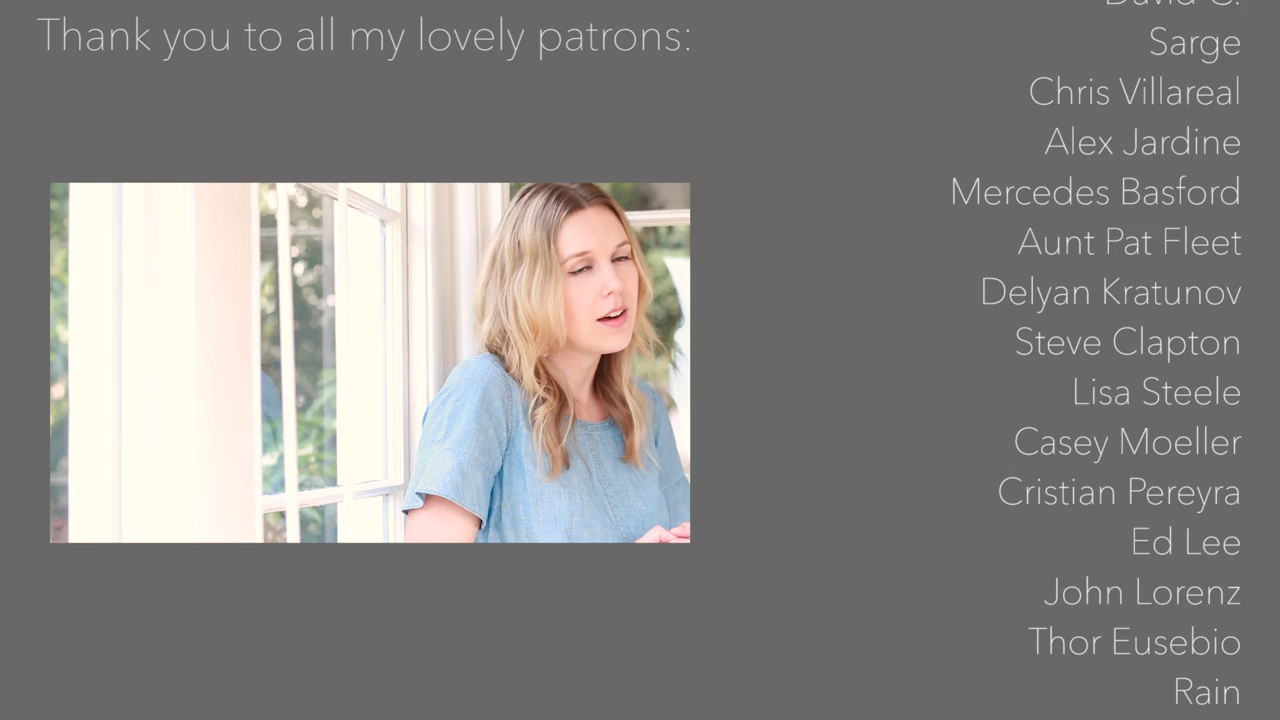 Thank you to all my lovely patrons:
Sarge
Chris Villareal
Alex Jardine
Mercedes Basford
Aunt Pat Fleet
Delyan Kratunov
Steve Clapton
Lisa Steele
Casey Moeller
Cristian Pereyra
Ed Lee
John Lorenz
Thor Eusebio
Rain